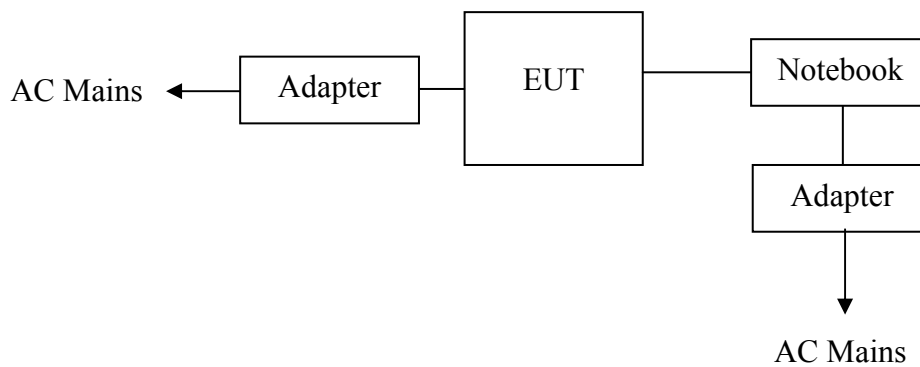 EUT
Notebook
AC Mains
Adapter
Adapter
AC Mains